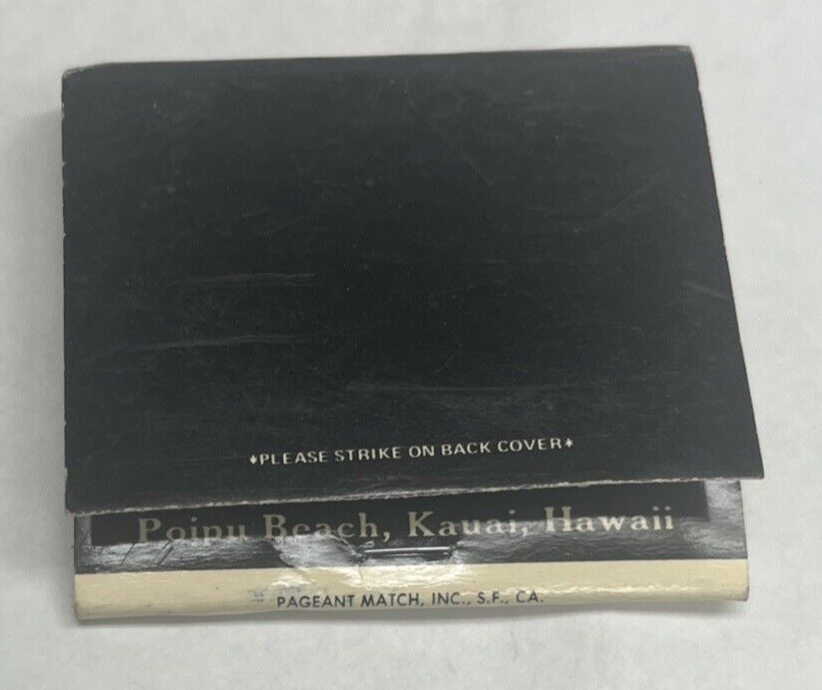 *PLEASE STRIKE ON BACK COVER*
Poipu Beach, Kauai, Hawaii
PAGEANT MATCH, INC., S.F., CA.